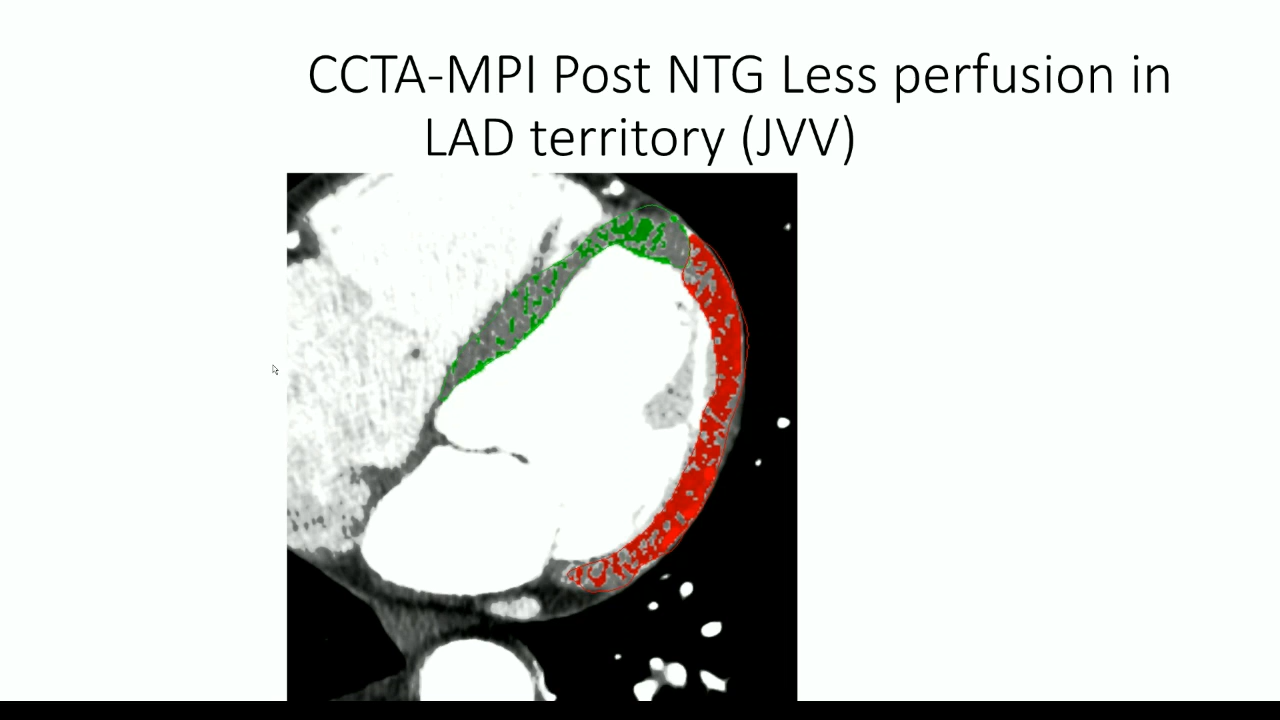 CCTA-MPI Post NTG Less perfusion in
LAD territory (JVV)